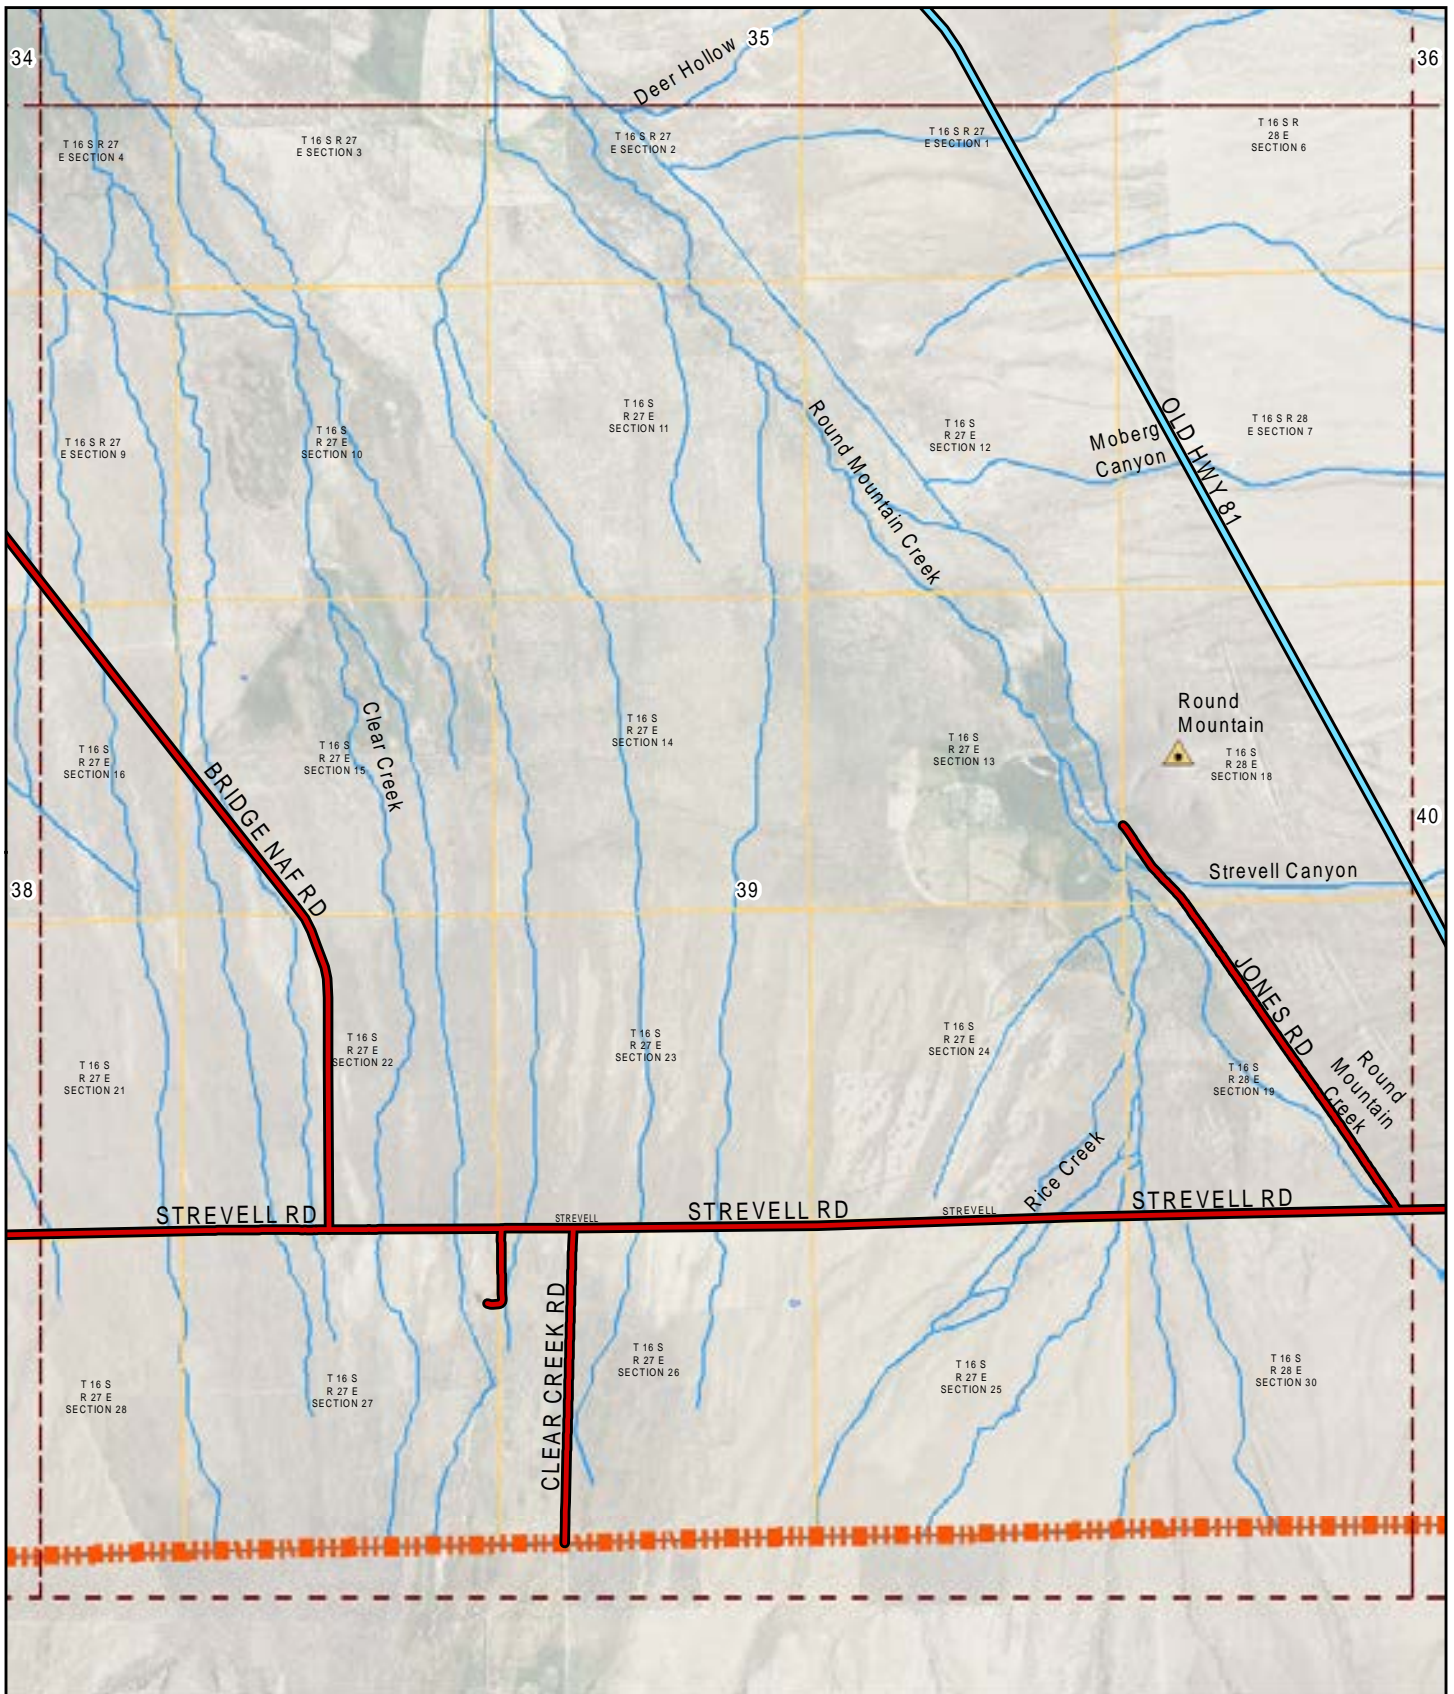 34
35
36
Deer Hollow
T 16 S R 27
E SECTION 4
T 16 S R 27
E SECTION 3
T 16 S R 27
E SECTION 2
T 16 S R 27
E SECTION 1
T 16 S R
28 E
SECTION 6
T 16 S R 27
E SECTION 9
T 16 S
R 27 E
SECTION 10
T 16 S
R 27 E
SECTION 11
Round Mountain Creek
T 16 S
R 27 E
SECTION 12
Moberg
Canyon
OLD HWY 81
T 16 S R 28
E SECTION 7
T 16 S
R 27 E
SECTION 16
BRIDGE NAF RD
T 16 S
R 27 E
SECTION 15
Clear Creek
T 16 S
R 27 E
SECTION 14
T 16 S
R 27 E
SECTION 13
Round
Mountain
T 16 S
R 28 E
SECTION 18
40
38
39
Strevell Canyon
T 16 S
R 27 E
SECTION 21
T 16 S
R 27 E
SECTION 22
T 16 S
R 27 E
SECTION 23
T 16 S
R 27 E
SECTION 24
JONES RD
T 16 S
R 28 E
SECTION 19
Round
Mountain
Creek
Rice Creek
STREVELL RD
STREVELL
STREVELL RD
STREVELL
STREVELL RD
CLEAR CREEK RD
T 16 S
R 27 E
SECTION 28
T 16 S
R 27 E
SECTION 27
T 16 S
R 27 E
SECTION 26
T 16 S
R 27 E
SECTION 25
T 16 S
R 28 E
SECTION 30